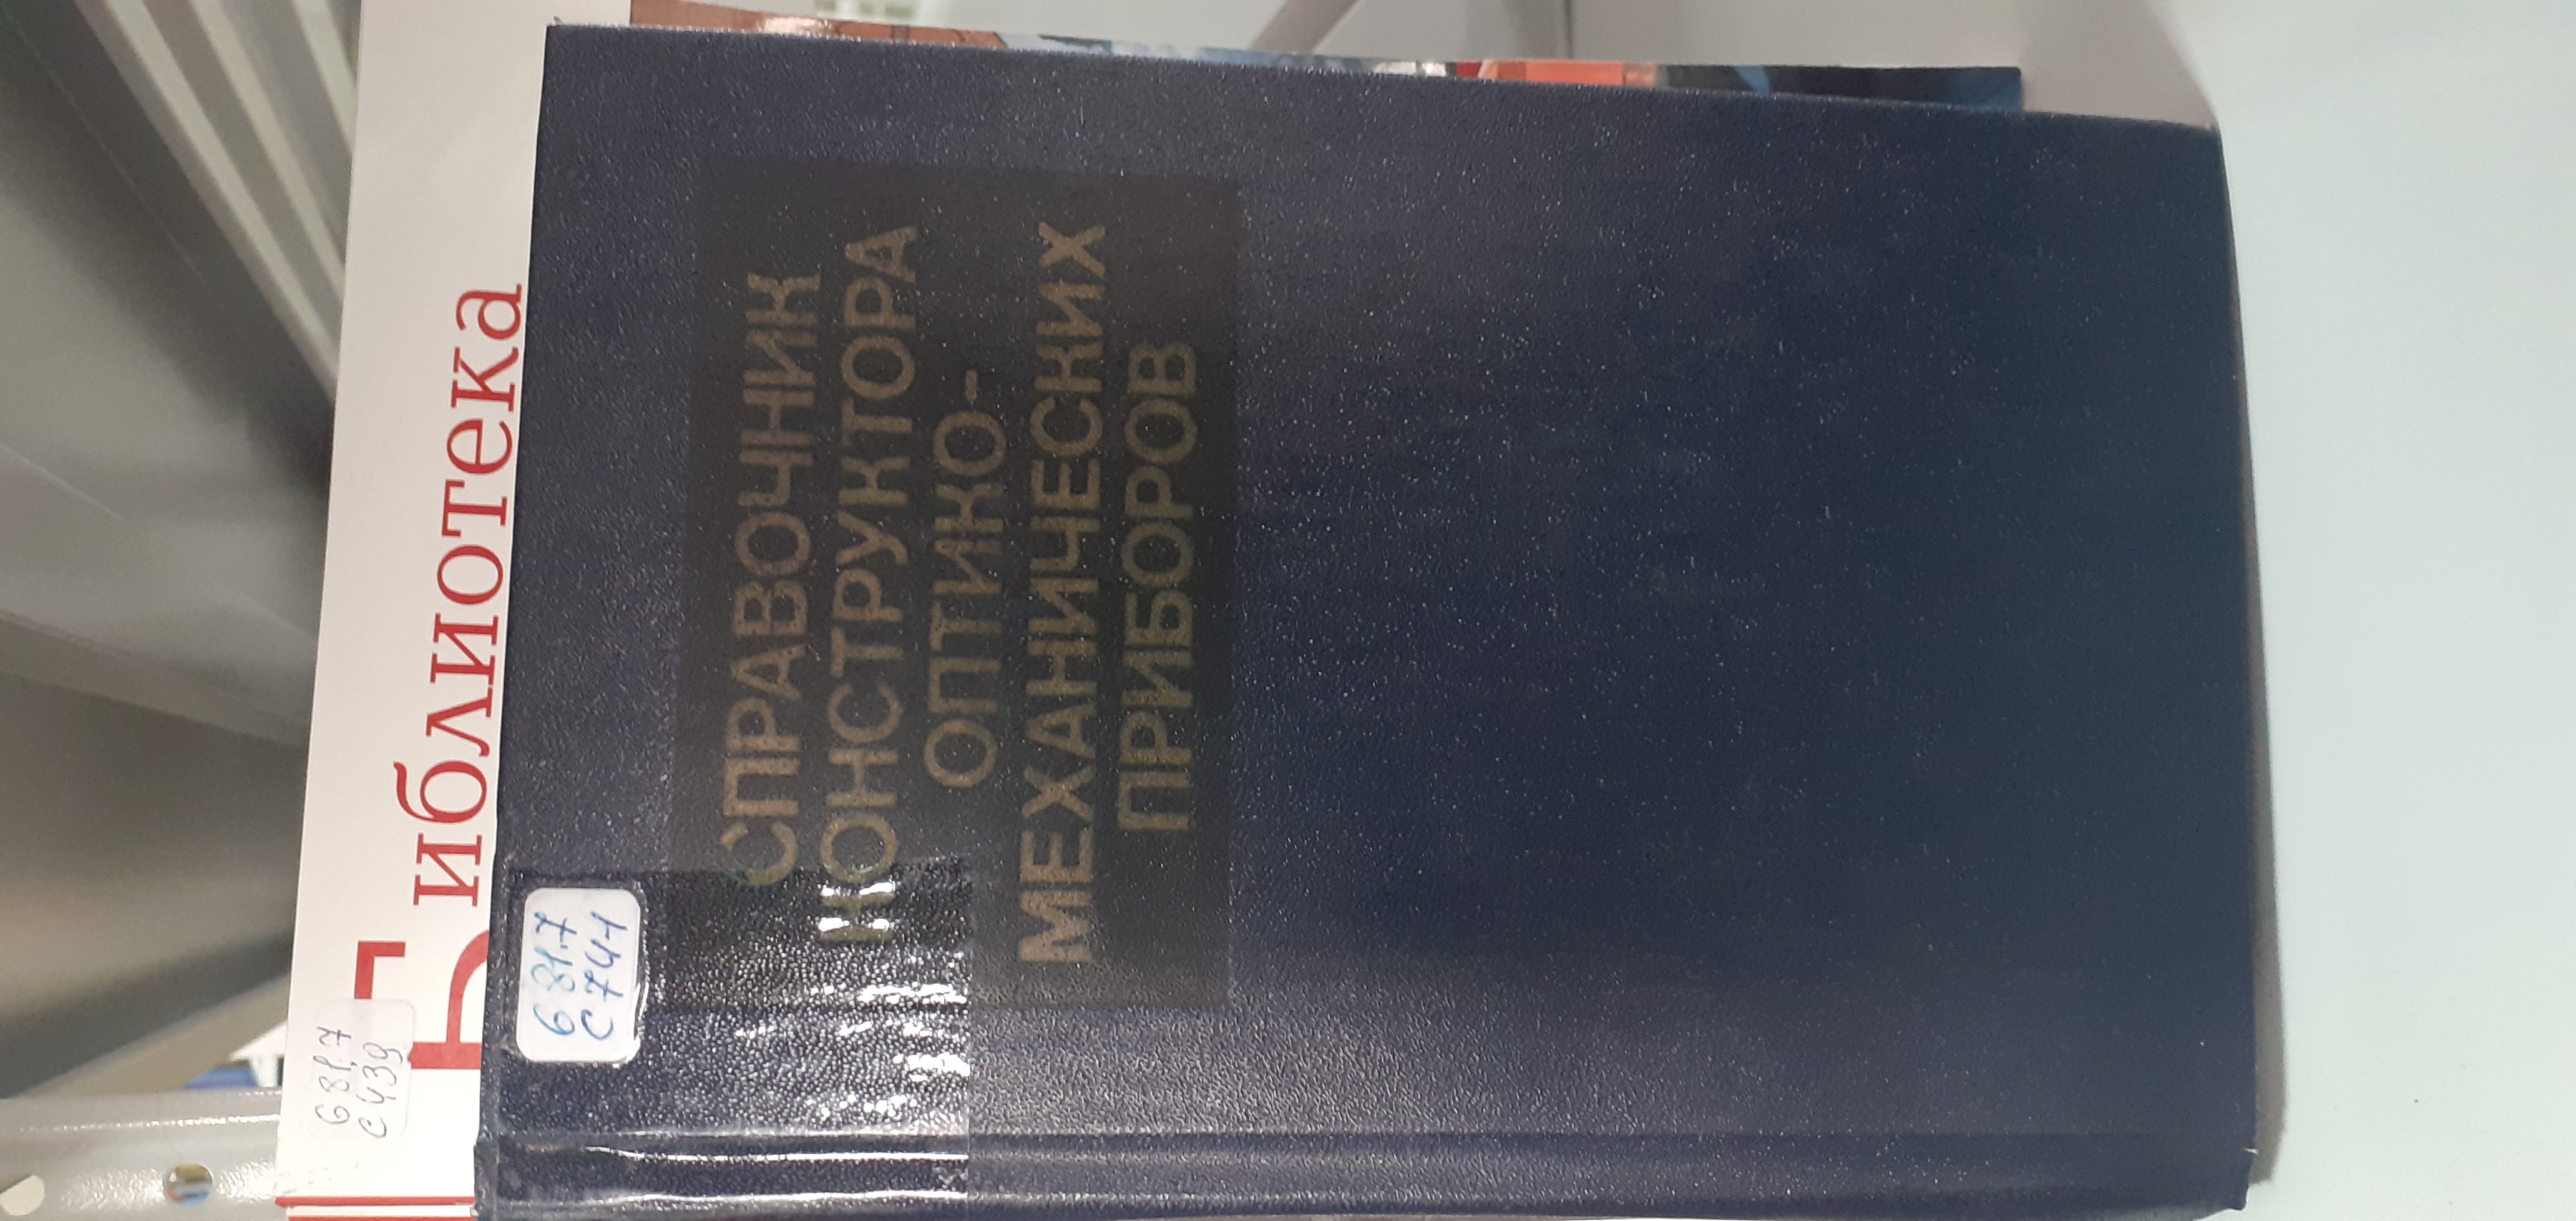 Библиотека
681.7
С439
681.7
С741
СПРАВОЧНИК
КОНСТРУКТОРА
ОПТИКО-
МЕХАНИЧЕСКИХ
ПРИБОРОВ